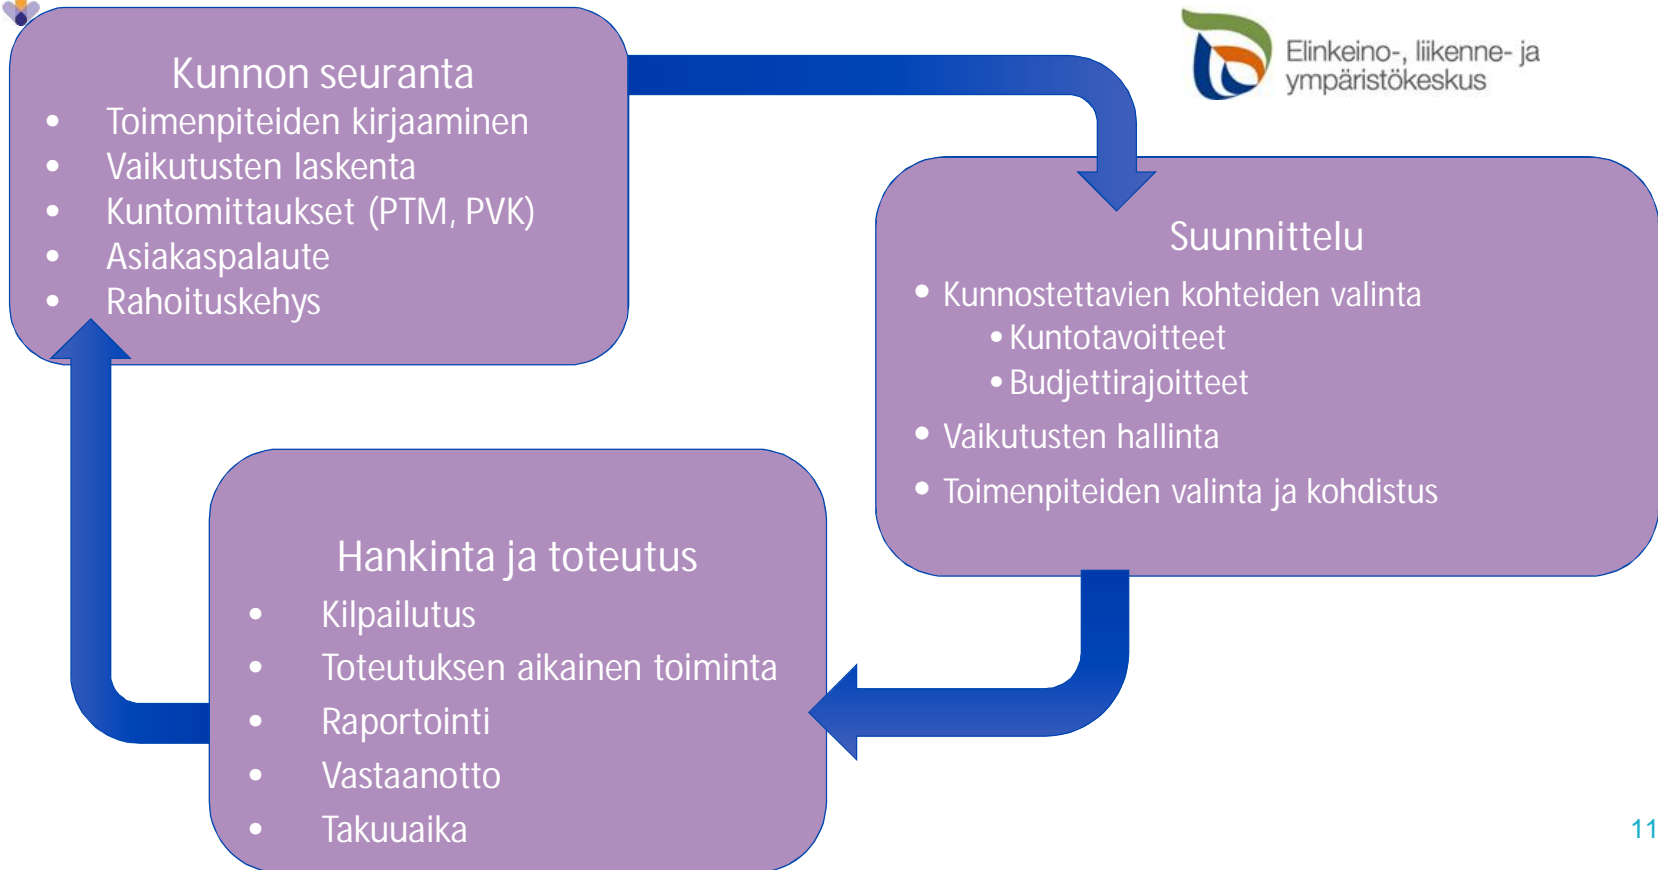 Kunnon seuranta
• Toimenpiteiden kirjaaminen
• Vaikutusten laskenta
• Kuntomittaukset (PTM, PVK)
• Asiakaspalaute
• Rahoituskehys
Elinkeino-, liikenne- ja
ympäristökeskus
Suunnittelu
• Kunnostettavien kohteiden valinta
• Kuntotavoitteet
• Budjettirajoitteet
• Vaikutusten hallinta
• Toimenpiteiden valinta ja kohdistus
Hankinta ja toteutus
• Kilpailutus
• Toteutuksen aikainen toiminta
• Raportointi
• Vastaanotto
• Takuuaika
11